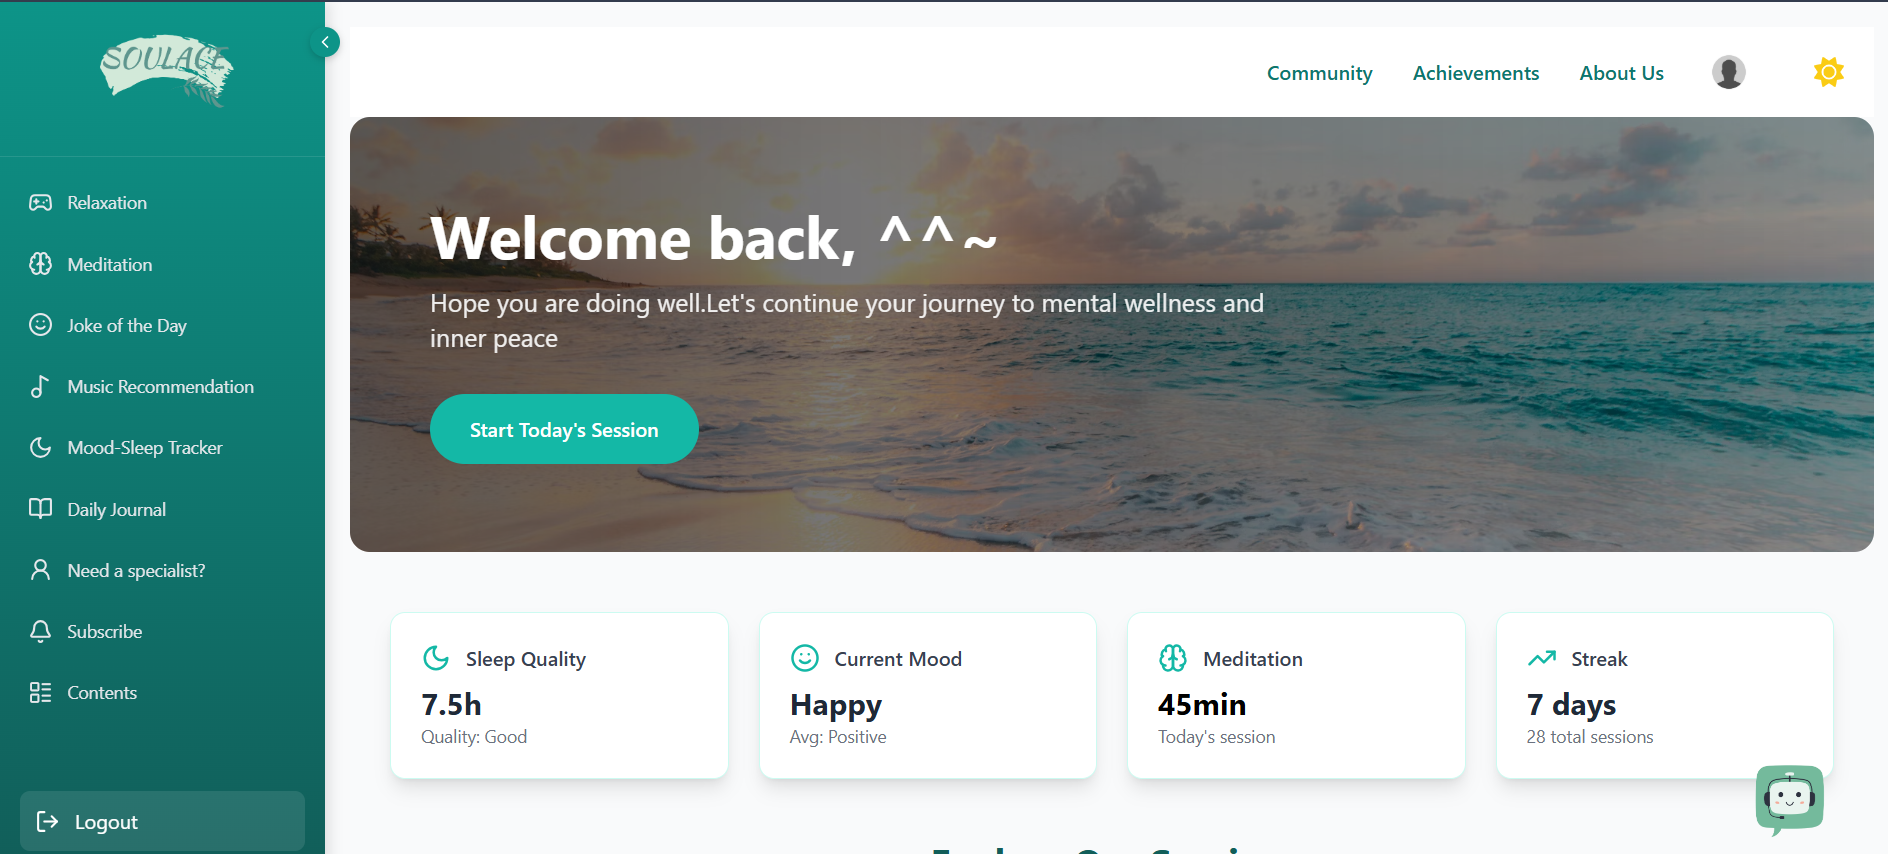 SOULACE
Relaxation
Meditation
Joke of the Day
Music Recommendation
Mood-Sleep Tracker
Daily Journal
Need a specialist?
Subscribe
Contents
Logout
Community
Achievements
About Us
Welcome back, ^^~
Hope you are doing well.Let's continue your journey to mental wellness and
inner peace
Start Today's Session
Sleep Quality
7.5h
Quality: Good
Current Mood
Happy
Avg: Positive
Meditation
45min
Today's session
Streak
7 days
28 total sessions